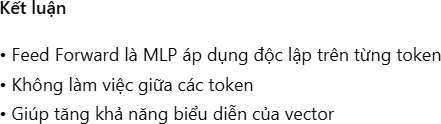 Kết luận
• Feed Forward là MLP áp dụng độc lập trên từng token
• Không làm việc giữa các token
• Giúp tăng khả năng biểu diễn của vector